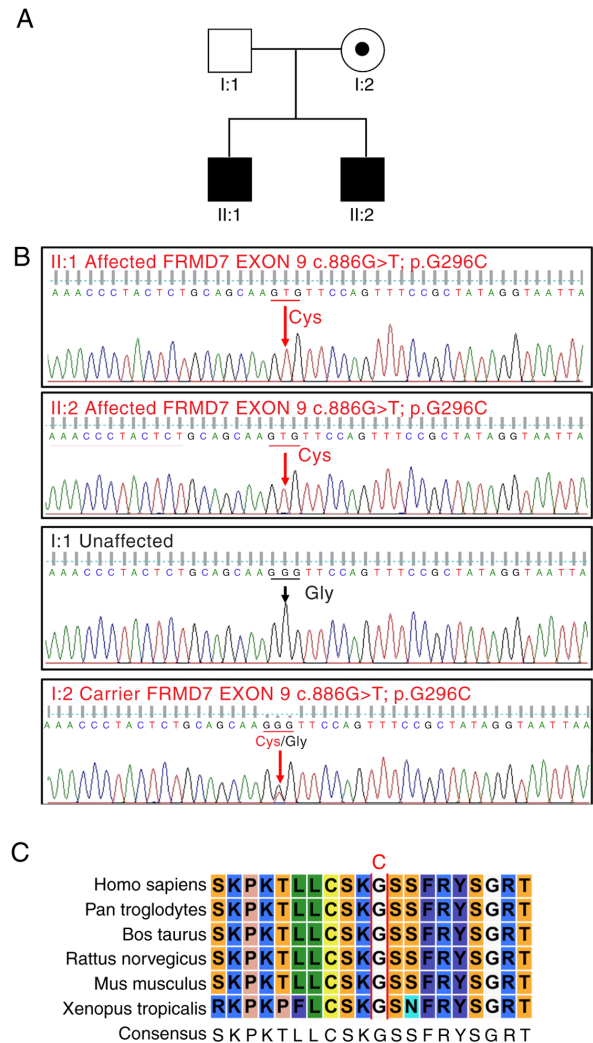 A
I:1 I:2
II:1 II:2
B
II:1 Affected FRMD7 EXON 9 c.886G>T; p.G296C
AAACCCTACTCTGCAGCAAGTGTTCCAGTTTCCGCTATAGGTAATTA
Cys
II:2 Affected FRMD7 EXON 9 c.886G>T; p.G296C
AAACCCTACTCTGCAGCAAGTGTTCCAGTTTCCGCTATAGGTAATTA
Cys
I:1 Unaffected
AAACCCTACTCTGCAGCAAGGGTTCCAGTTTCCGCTATAGGTAATTA
Gly
I:2 Carrier FRMD7 EXON 9 c.886G>T; p.G296C
AAACCCTACTCTGCAGCAAGGGTTCCAGTTTCCGCTATAGGTAATTAA
Cys/Gly
C
C
Homo sapiens SKPKTLLCSKGSSFRYSGRT
Pan troglodytes SKPKTLLCSKGSSFRYSGRT
Bos taurus SKPKTLLCSKGSSFRYSGRT
Rattus norvegicus SKPKTLLCSKGSSFRYSGRT
Mus musculus SKPKTLLCSKGSSFRYSGRT
Xenopus tropicalis RKPKPFLCSKGSNFRYSGRT
Consensus SKPKTLLCSKGSSFRYSGRT